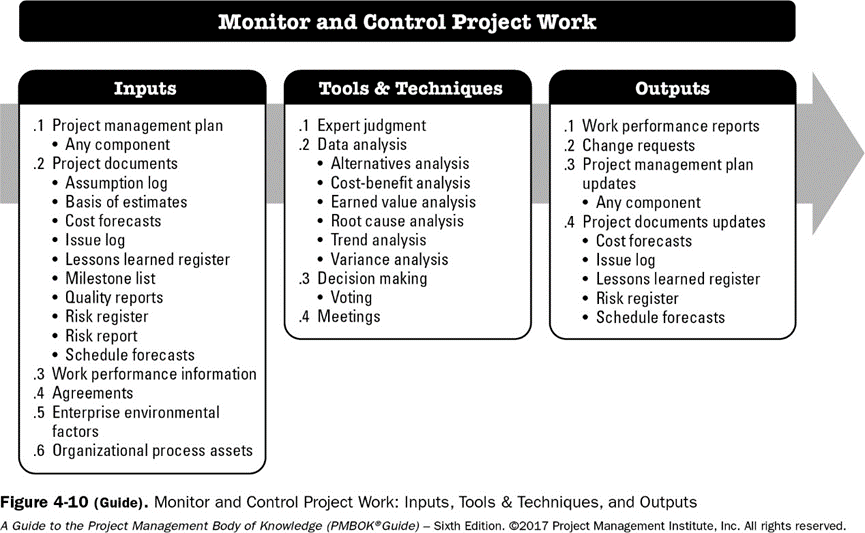 Monitor and Control Project Work
Inputs
.1 Project management plan
• Any component
.2 Project documents
• Assumption log
• Basis of estimates
• Cost forecasts
• Issue log
• Lessons learned register
• Milestone list
• Quality reports
• Risk register
• Risk report
• Schedule forecasts
.3 Work performance information
.4 Agreements
.5 Enterprise environmental
factors
.6 Organizational process assets
Tools & Techniques
.1 Expert judgment
.2 Data analysis
• Alternatives analysis
• Cost-benefit analysis
• Earned value analysis
• Root cause analysis
• Trend analysis
• Variance analysis
.3 Decision making
• Voting
.4 Meetings
Outputs
.1 Work performance reports
.2 Change requests
.3 Project management plan
updates
• Any component
.4 Project documents updates
• Cost forecasts
• Issue log
• Lessons learned register
• Risk register
• Schedule forecasts
Figure 4-10 (Guide). Monitor and Control Project Work: Inputs, Tools & Techniques, and Outputs
A Guide to the Project Management Body of Knowledge (PMBOK® Guide) – Sixth Edition. ©2017 Project Management Institute, Inc. All rights reserved.